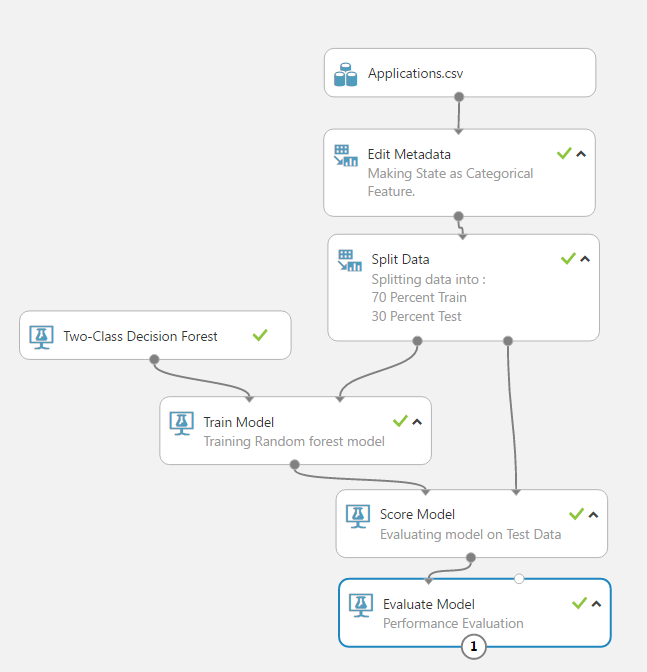 Applications.csv
Edit Metadata
Making State as Categorical
Feature.
Split Data
Splitting data into :
70 Percent Train
30 Percent Test
Two-Class Decision Forest
Train Model
Training Random forest model
Score Model
Evaluating model on Test Data
Evaluate Model
Performance Evaluation
1